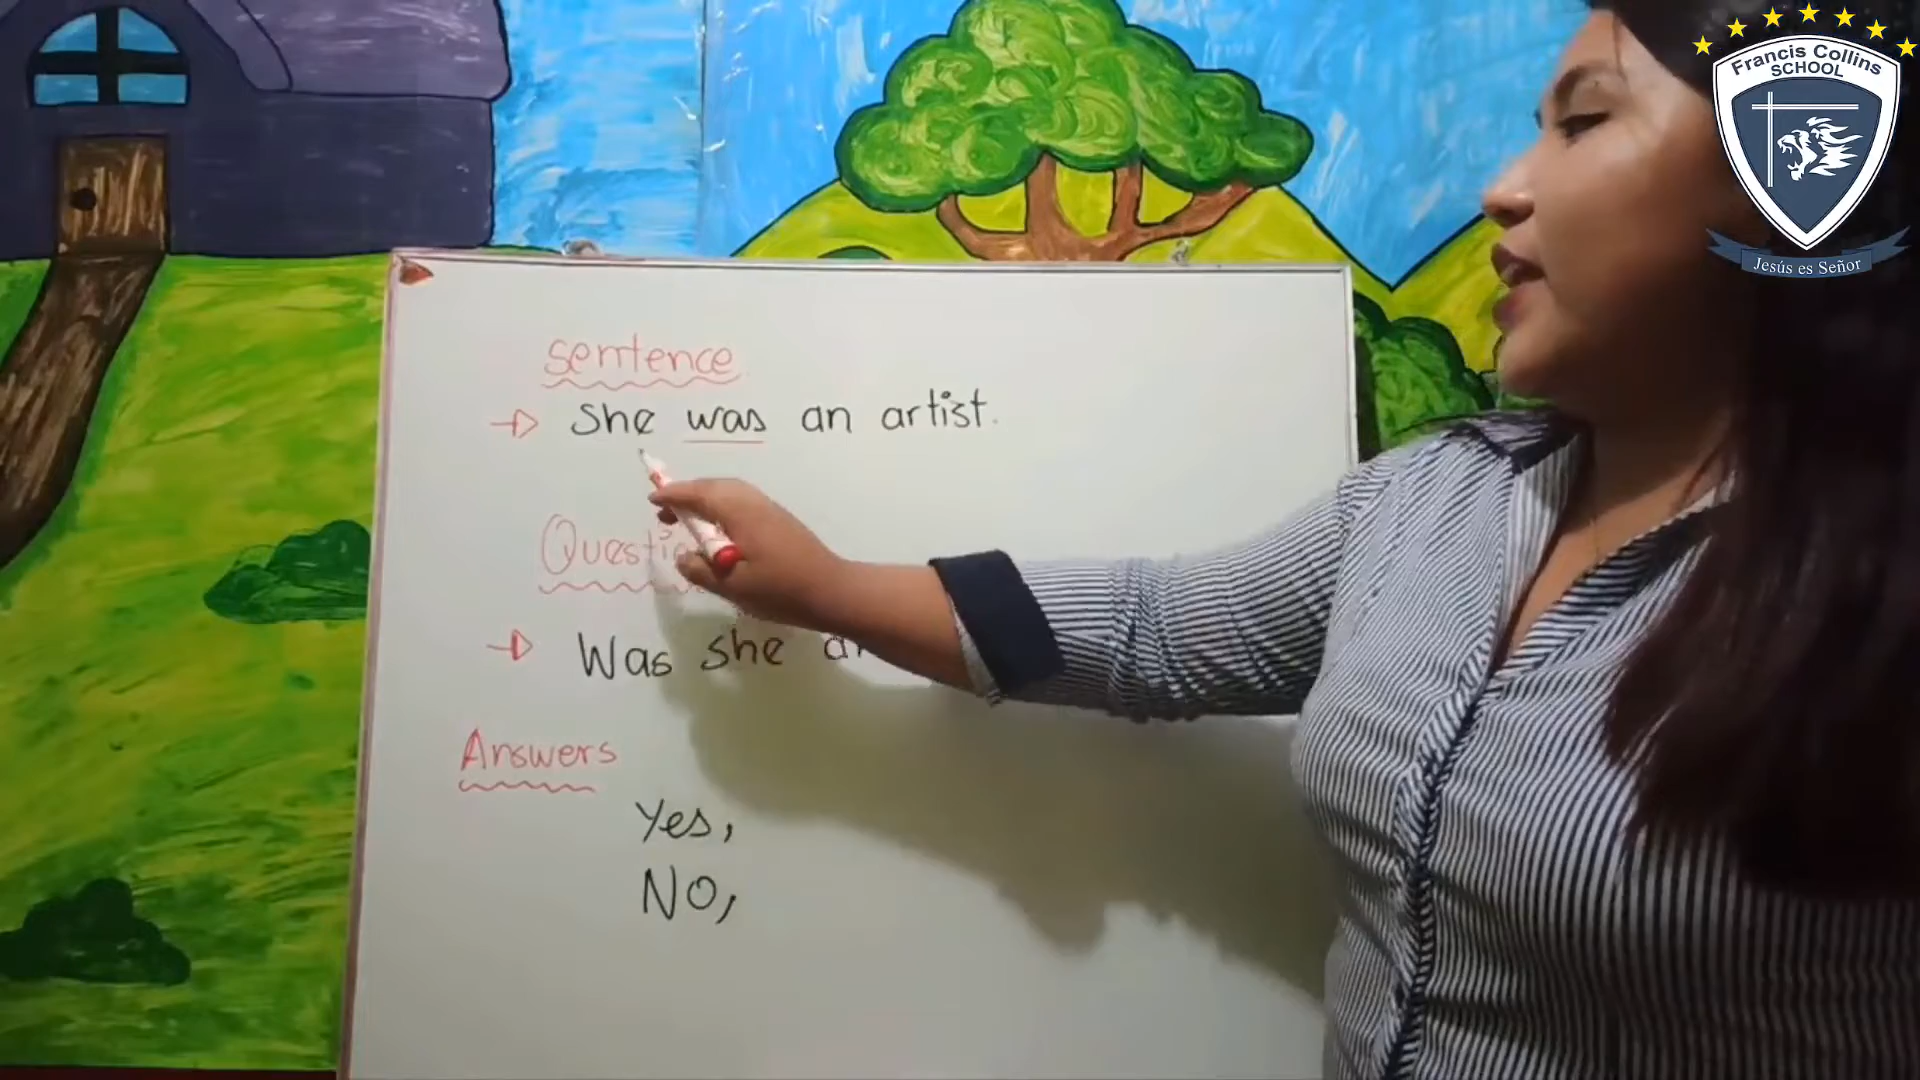 Francis Collins
SCHOOL
Jesús es Señor
sentence
She was an artist.
Was she
Answers
Yes,
No,